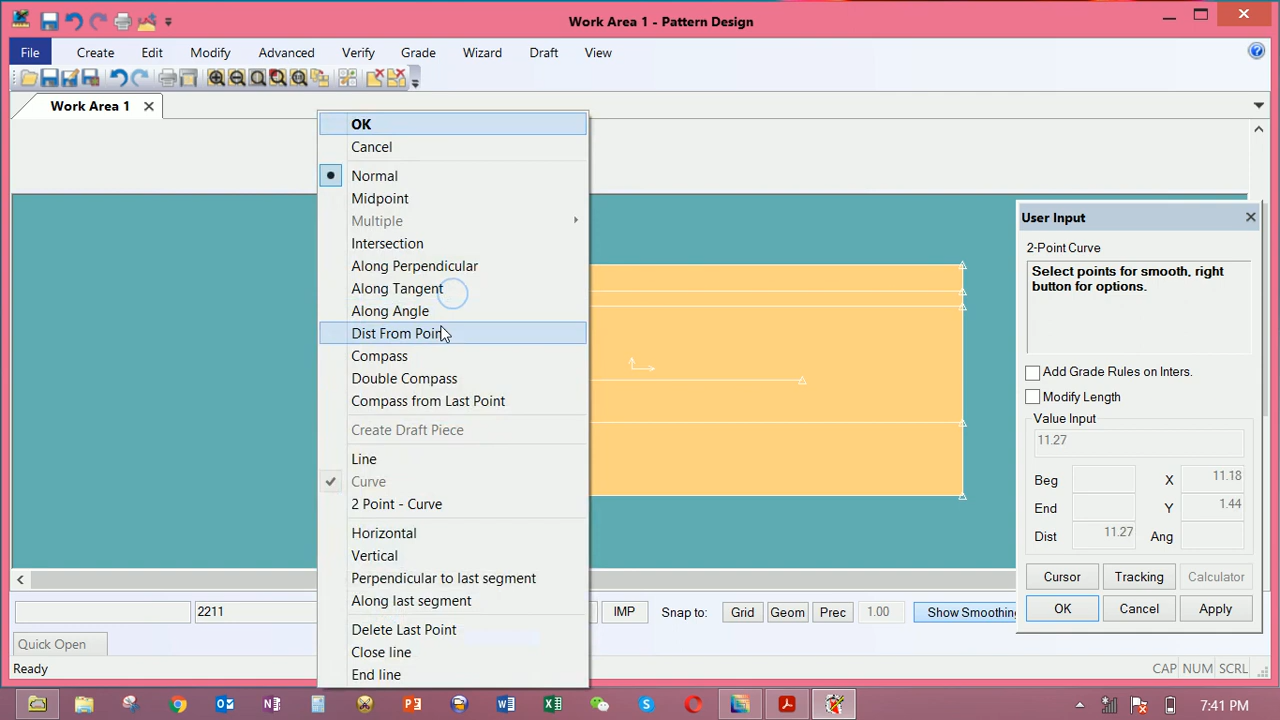 Work Area 1 - Pattern Design
File Create Edit Modify Advanced Verify Grade Wizard Draft View
Work Area 1
OK
Cancel
Normal
Midpoint
Multiple
Intersection
Along Perpendicular
Along Tangent
Along Angle
Dist From Point
Compass
Double Compass
Compass from Last Point
Create Draft Piece
Line
Curve
2 Point - Curve
Horizontal
Vertical
Perpendicular to last segment
Along last segment
Delete Last Point
Close line
End line
User Input
2-Point Curve
Select points for smooth, right
button for options.
Add Grade Rules on Inters.
Modify Length
Value Input
11.27
Beg X 11.18
End Y 1.44
Dist 11.27 Ang
Cursor Tracking Calculator
OK Cancel Apply
2211 IMP Snap to: Grid Geom Prec 1.00 Show Smoothing
Quick Open
Ready CAP NUM SCRL
7:41 PM